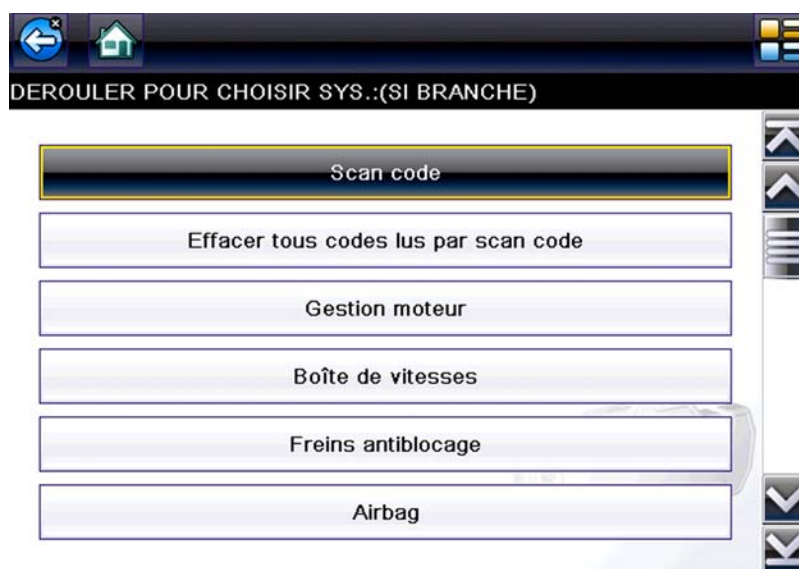 DEROULER POUR CHOISIR SYS.:(SI BRANCHE)
Scan code
Effacer tous codes lus par scan code
Gestion moteur
Boîte de vitesses
Freins antiblocage
Airbag